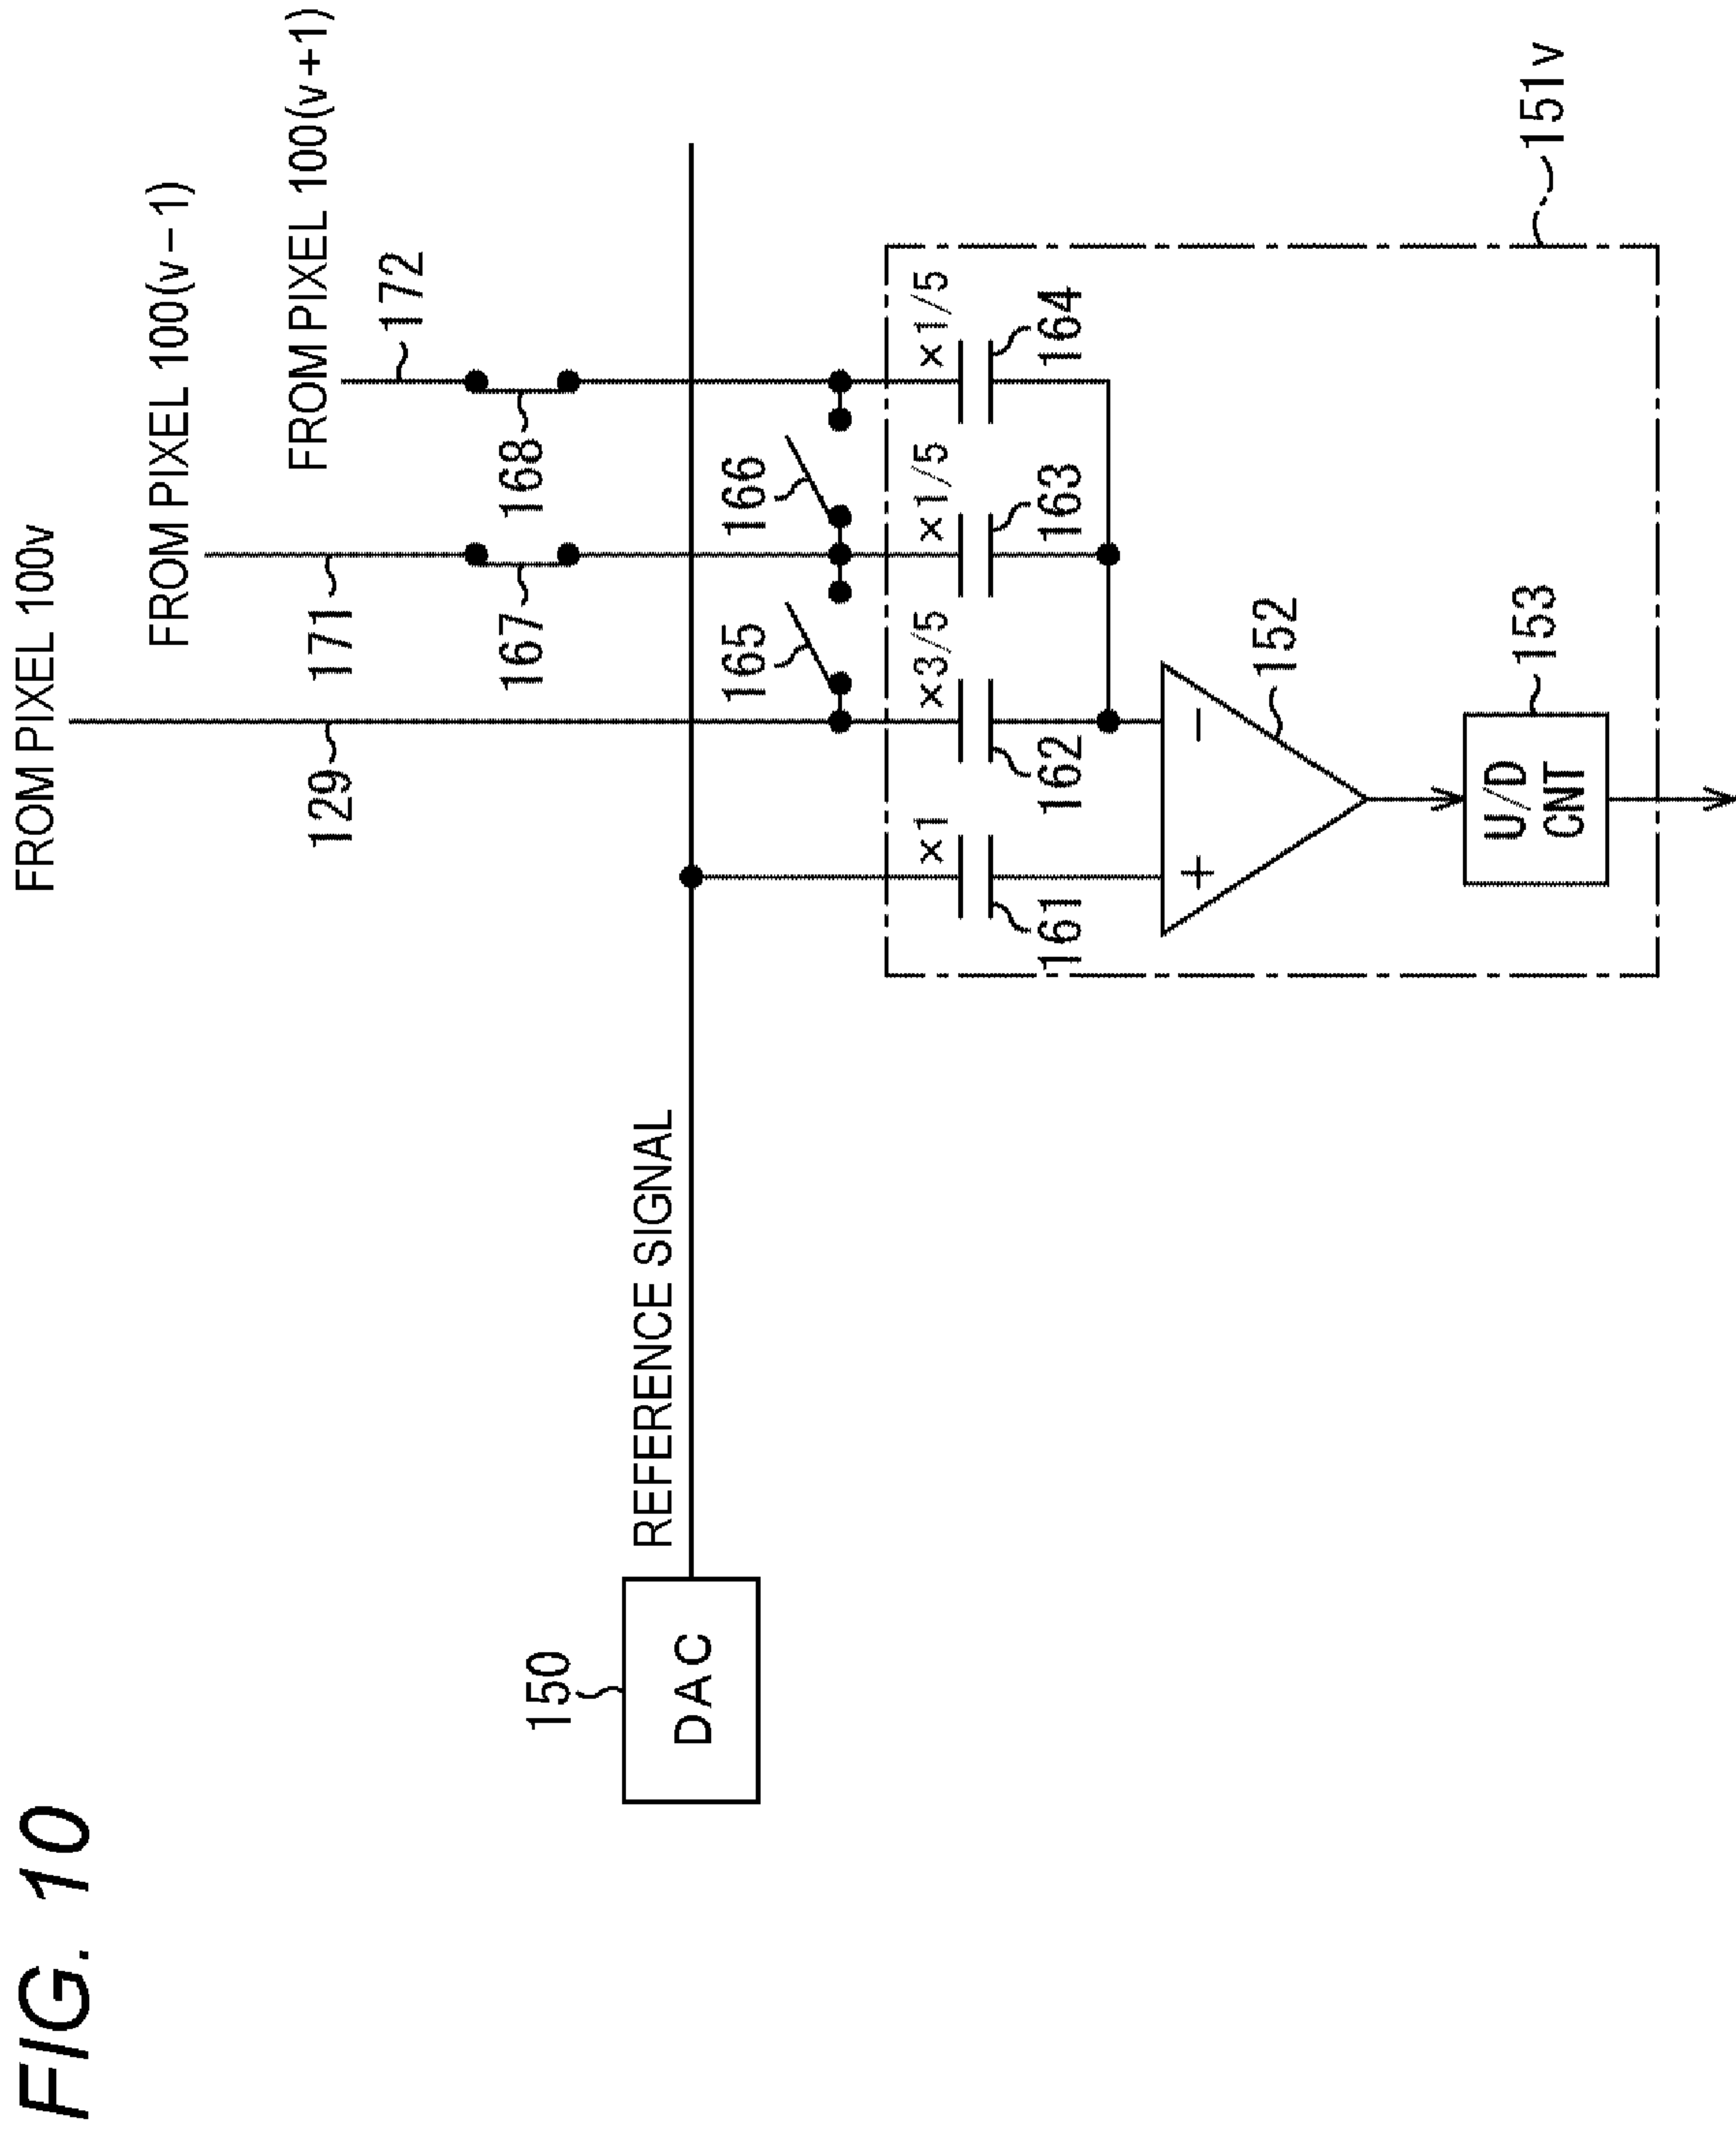 FIG. 10
FROM PIXEL 100v
FROM PIXEL 100(v−1)
FROM PIXEL 100(v+1)
129
171
172
167
168
150
DAC
REFERENCE SIGNAL
165
166
×1
×3/5
×1/5
×1/5
161
162
163
164
+
−
152
U/D
CNT
153
151v